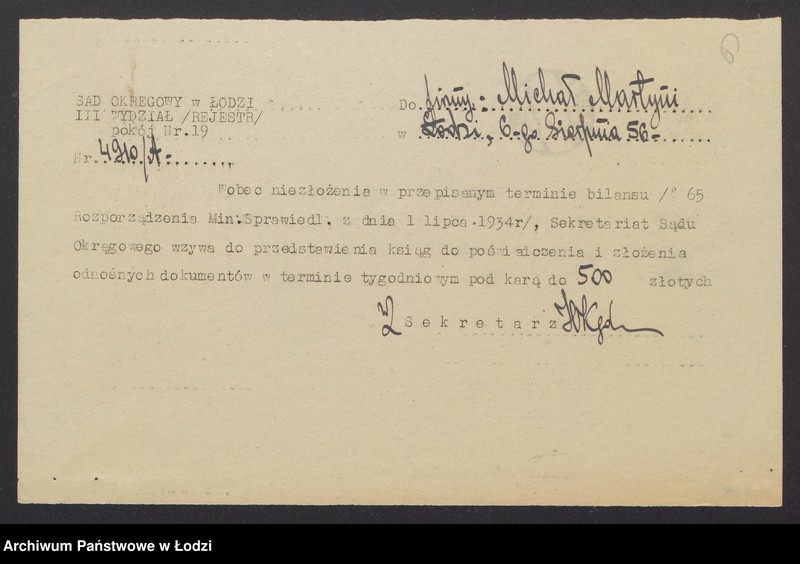 6
SĄD OKRĘGOWY w ŁODZI
III WYDZIAŁ /REJESTR/
pokój Nr.19
Nr. 4910/A-
Do firmy: Michał Martyni
w Łodzi, 6-go Sierpnia 56-
Wobec niezłożenia w przepisanym terminie bilansu /§ 65
Rozporządzenia Min.Sprawiedl. z dnia 1 lipca 1934r/, Sekretariat Sądu
Okręgowego wzywa do przedstawienia ksiąg do poświadczenia i złożenia
odnośnych dokumentów w terminie tygodniowym pod karą do 500 złotych
Sekretarz
Archiwum Państwowe w Łodzi